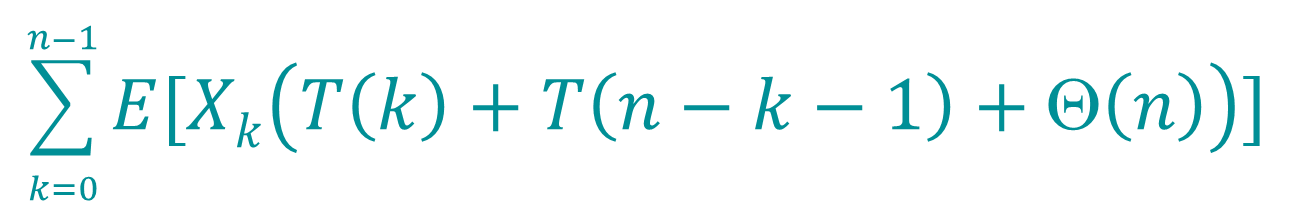 n−1
∑ E[X_k(T(k) + T(n − k − 1) + Θ(n))]
k=0